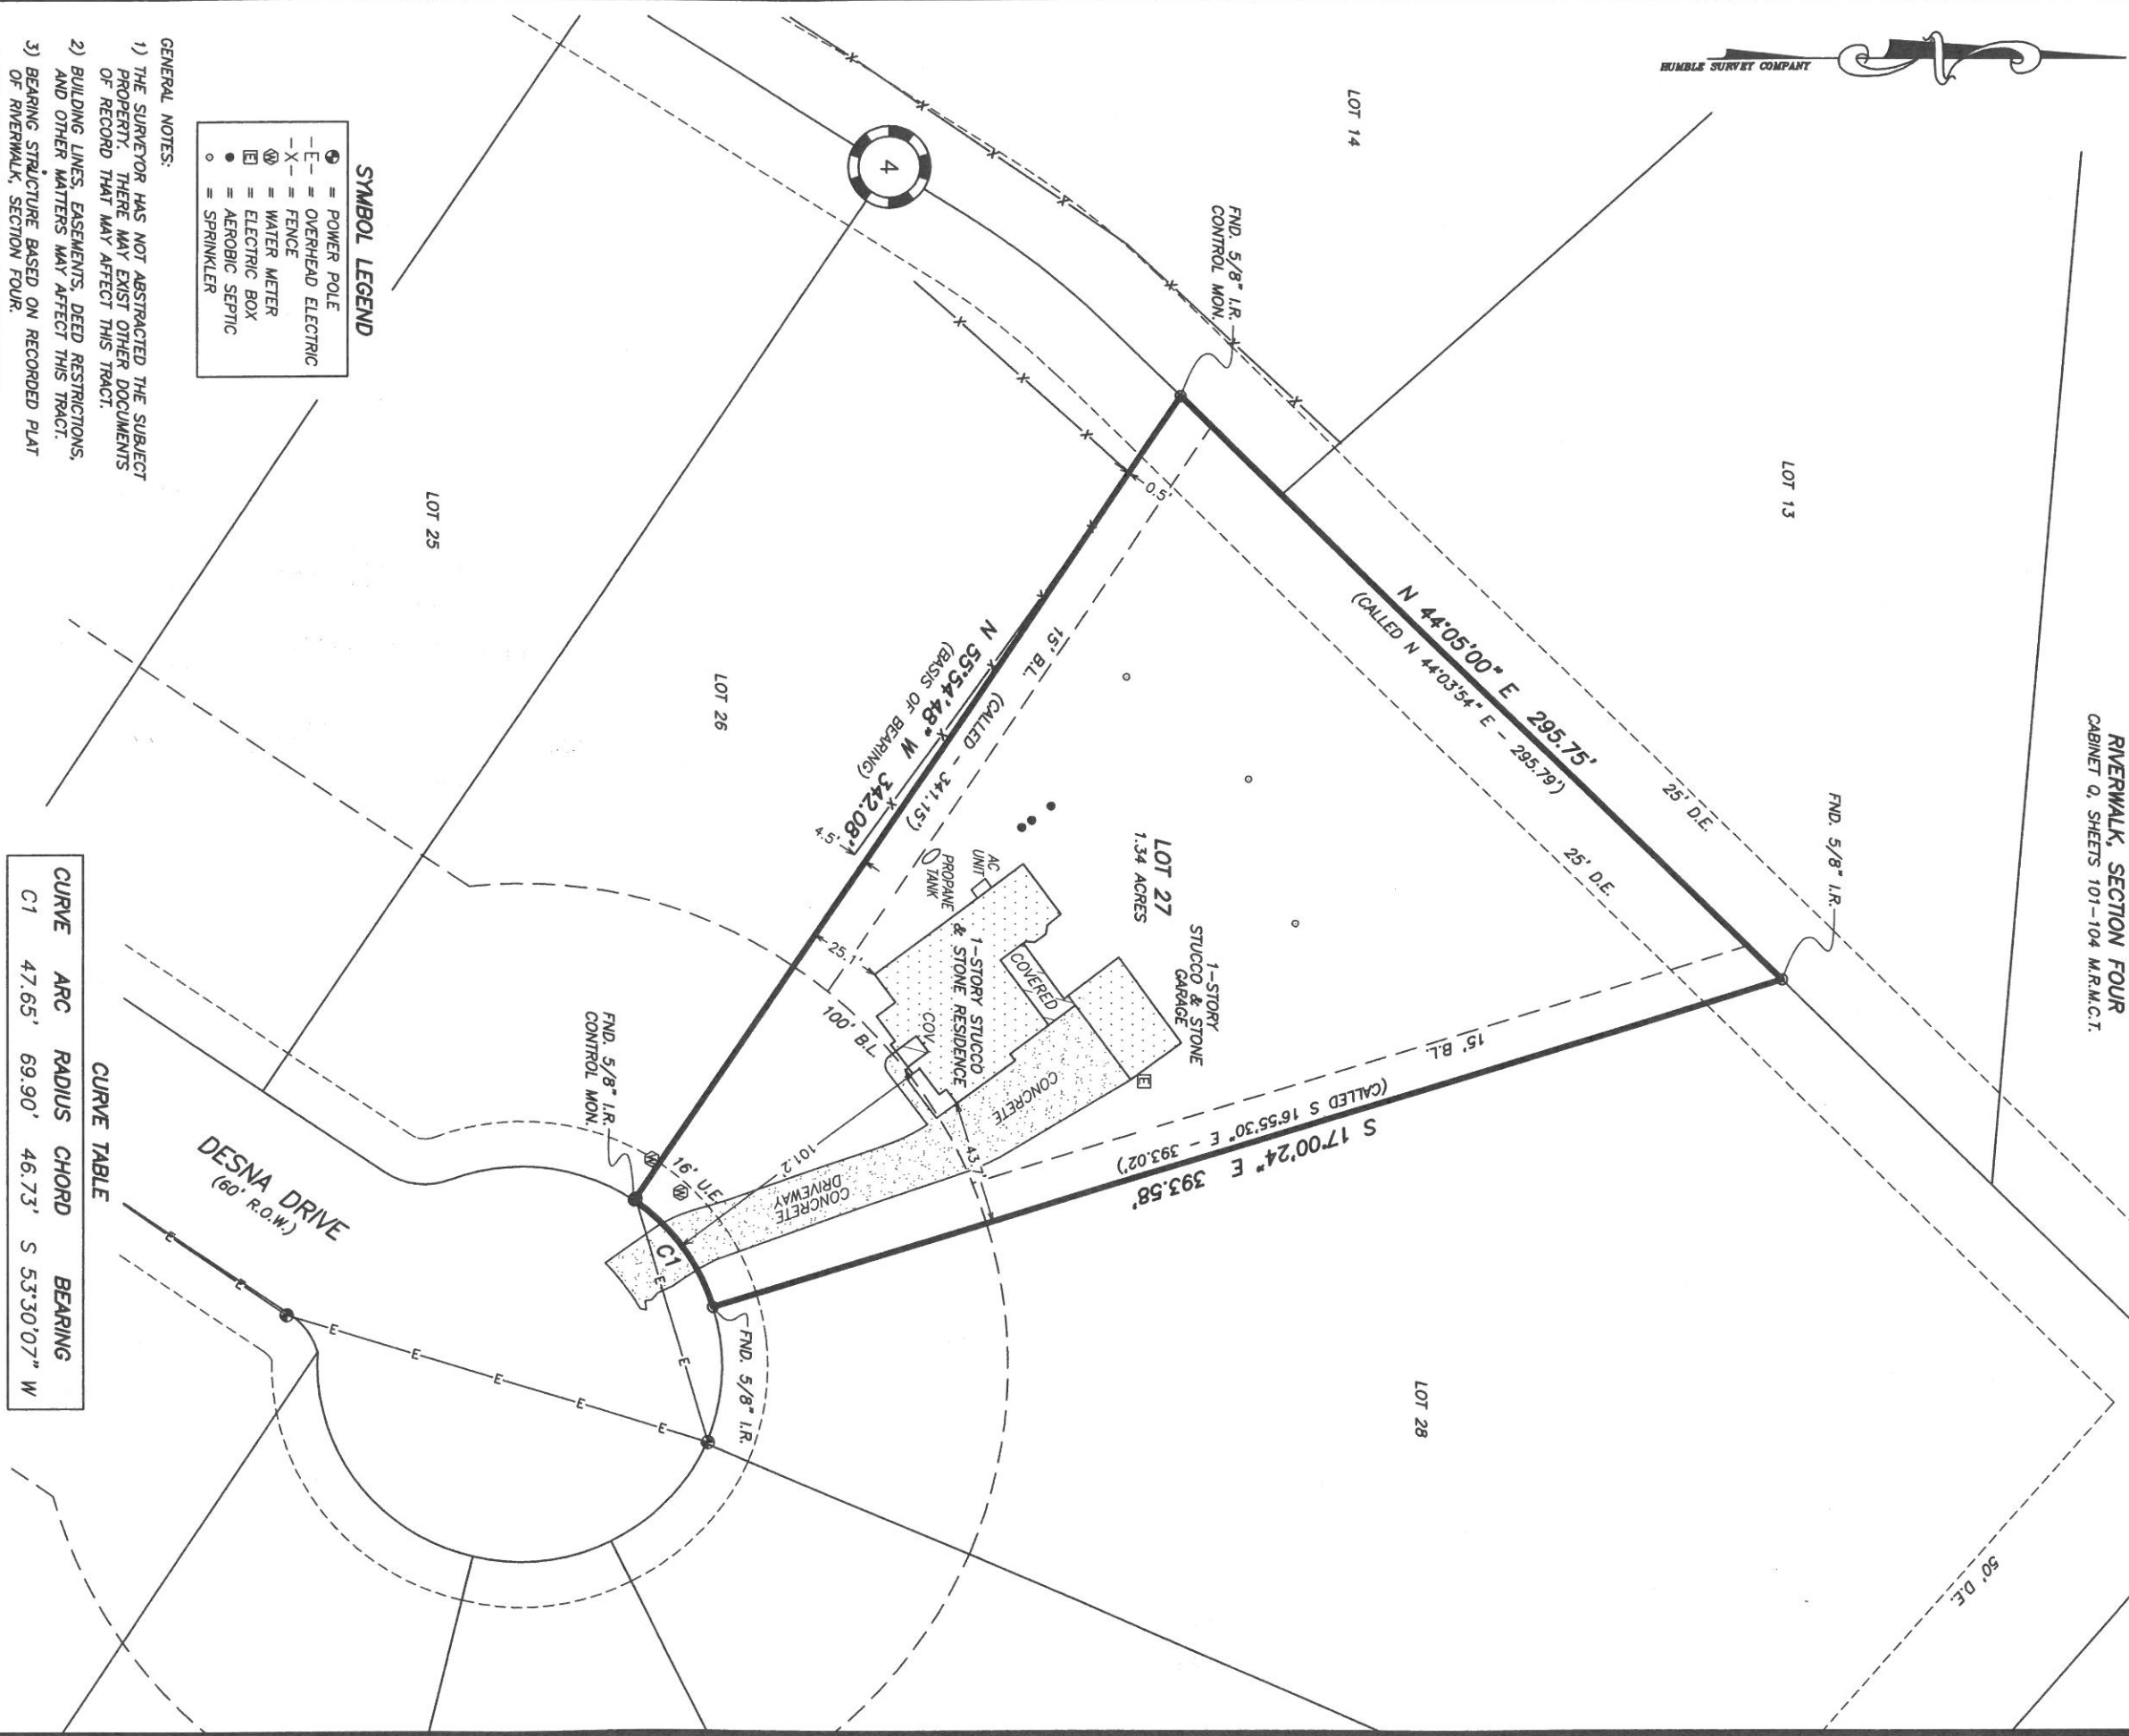 RIVERWALK, SECTION FOUR
CABINET Q, SHEETS 101-104 M.R.M.C.T.
HUMBLE SURVEY COMPANY
LOT 14
LOT 13
FND. 5/8" I.R.
CONTROL MON.
FND. 5/8" I.R.
25' D.E.
25' D.E.
N 44°05'00" E 295.75'
(CALLED N 44°03'54" E - 295.79')
4
0.5'
15' B.L.
(CALLED - 341.15')
N 55°54'48" W 342.08'
(BASIS OF BEARING)
4.5'
LOT 27
1.34 ACRES
1-STORY
STUCCO & STONE
GARAGE
AC
UNIT
PROPANE
TANK
1-STORY STUCCO
& STONE RESIDENCE
COVERED
COV.
CONCRETE
E
25.1'
100' B.L.
43.7'
101.2'
CONCRETE
DRIVEWAY
15' B.L.
(CALLED S 16°55'30" E - 393.02')
S 17°00'24" E 393.58'
LOT 28
50' D.E.
LOT 25
LOT 26
FND. 5/8" I.R.
CONTROL MON.
W
16' U.E.
W
C1
FND. 5/8" I.R.
DESNA DRIVE
(60' R.O.W.)
SYMBOL LEGEND
= POWER POLE
-E- = OVERHEAD ELECTRIC
-X- = FENCE
W = WATER METER
E = ELECTRIC BOX
● = AEROBIC SEPTIC
○ = SPRINKLER
GENERAL NOTES:
1) THE SURVEYOR HAS NOT ABSTRACTED THE SUBJECT
PROPERTY. THERE MAY EXIST OTHER DOCUMENTS
OF RECORD THAT MAY AFFECT THIS TRACT.
2) BUILDING LINES, EASEMENTS, DEED RESTRICTIONS,
AND OTHER MATTERS MAY AFFECT THIS TRACT.
3) BEARING STRUCTURE BASED ON RECORDED PLAT
OF RIVERWALK, SECTION FOUR.
CURVE TABLE
CURVE ARC RADIUS CHORD BEARING
C1 47.65' 69.90' 46.73' S 53°30'07" W